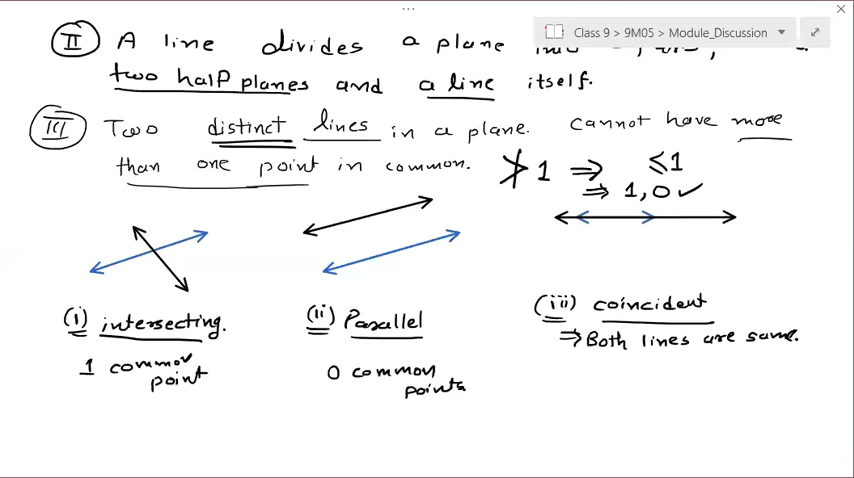 Class 9 > 9M05 > Module_Discussion
II A line divides a plane into
two half planes and a line itself.
III Two distinct lines in a plane. cannot have more
than one point in common. ≯ 1 ⇒ ≤1
⇒ 1, 0 ✓
(i) intersecting. (ii) Parallel (iii) coincident
⇒ Both lines are same.
1 common point
0 common points